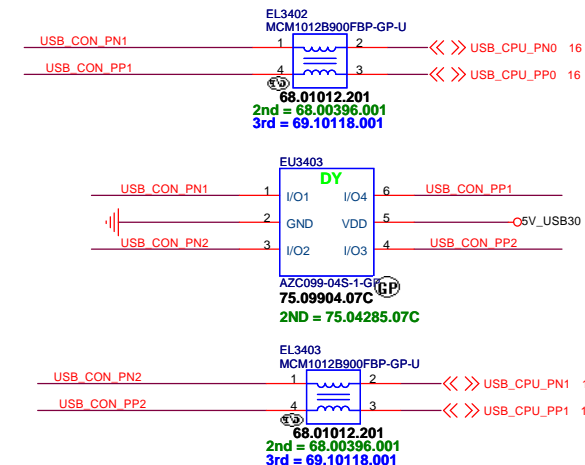 EL3402
MCM1012B900FBP-GP-U
USB_CON_PN1 1 2 USB_CPU_PN0 16
USB_CON_PP1 4 3 USB_CPU_PP0 16
68.01012.201
2nd = 68.00396.001
3rd = 69.10118.001
EU3403
DY
USB_CON_PN1 1 I/O1 I/O4 6 USB_CON_PP1
2 GND VDD 5 5V_USB30
USB_CON_PN2 3 I/O2 I/O3 4 USB_CON_PP2
AZC099-04S-1-GP
GP
75.09904.07C
2ND = 75.04285.07C
EL3403
MCM1012B900FBP-GP-U
USB_CON_PN2 1 2 USB_CPU_PN1 1
USB_CON_PP2 4 3 USB_CPU_PP1 1
68.01012.201
2nd = 68.00396.001
3rd = 69.10118.001